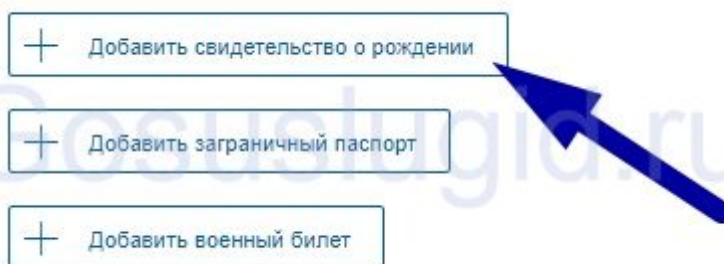 Добавить свидетельство о рождении
Добавить заграничный паспорт
Gosuslugid.ru
Добавить военный билет